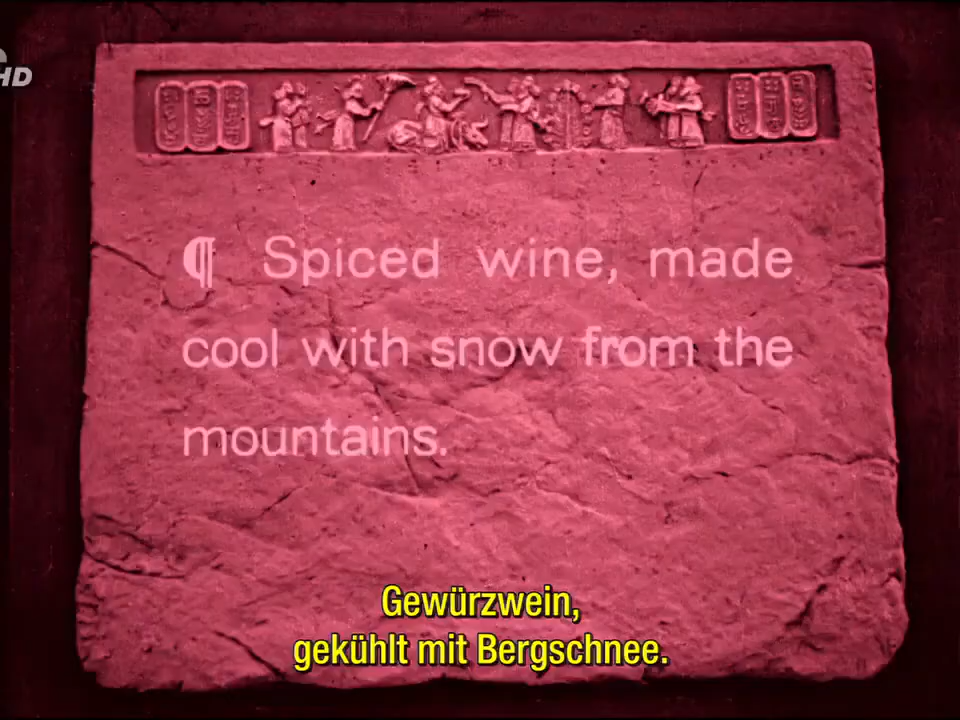 HD
¶ Spiced wine, made
cool with snow from the
mountains.
Gewürzwein,
gekühlt mit Bergschnee.